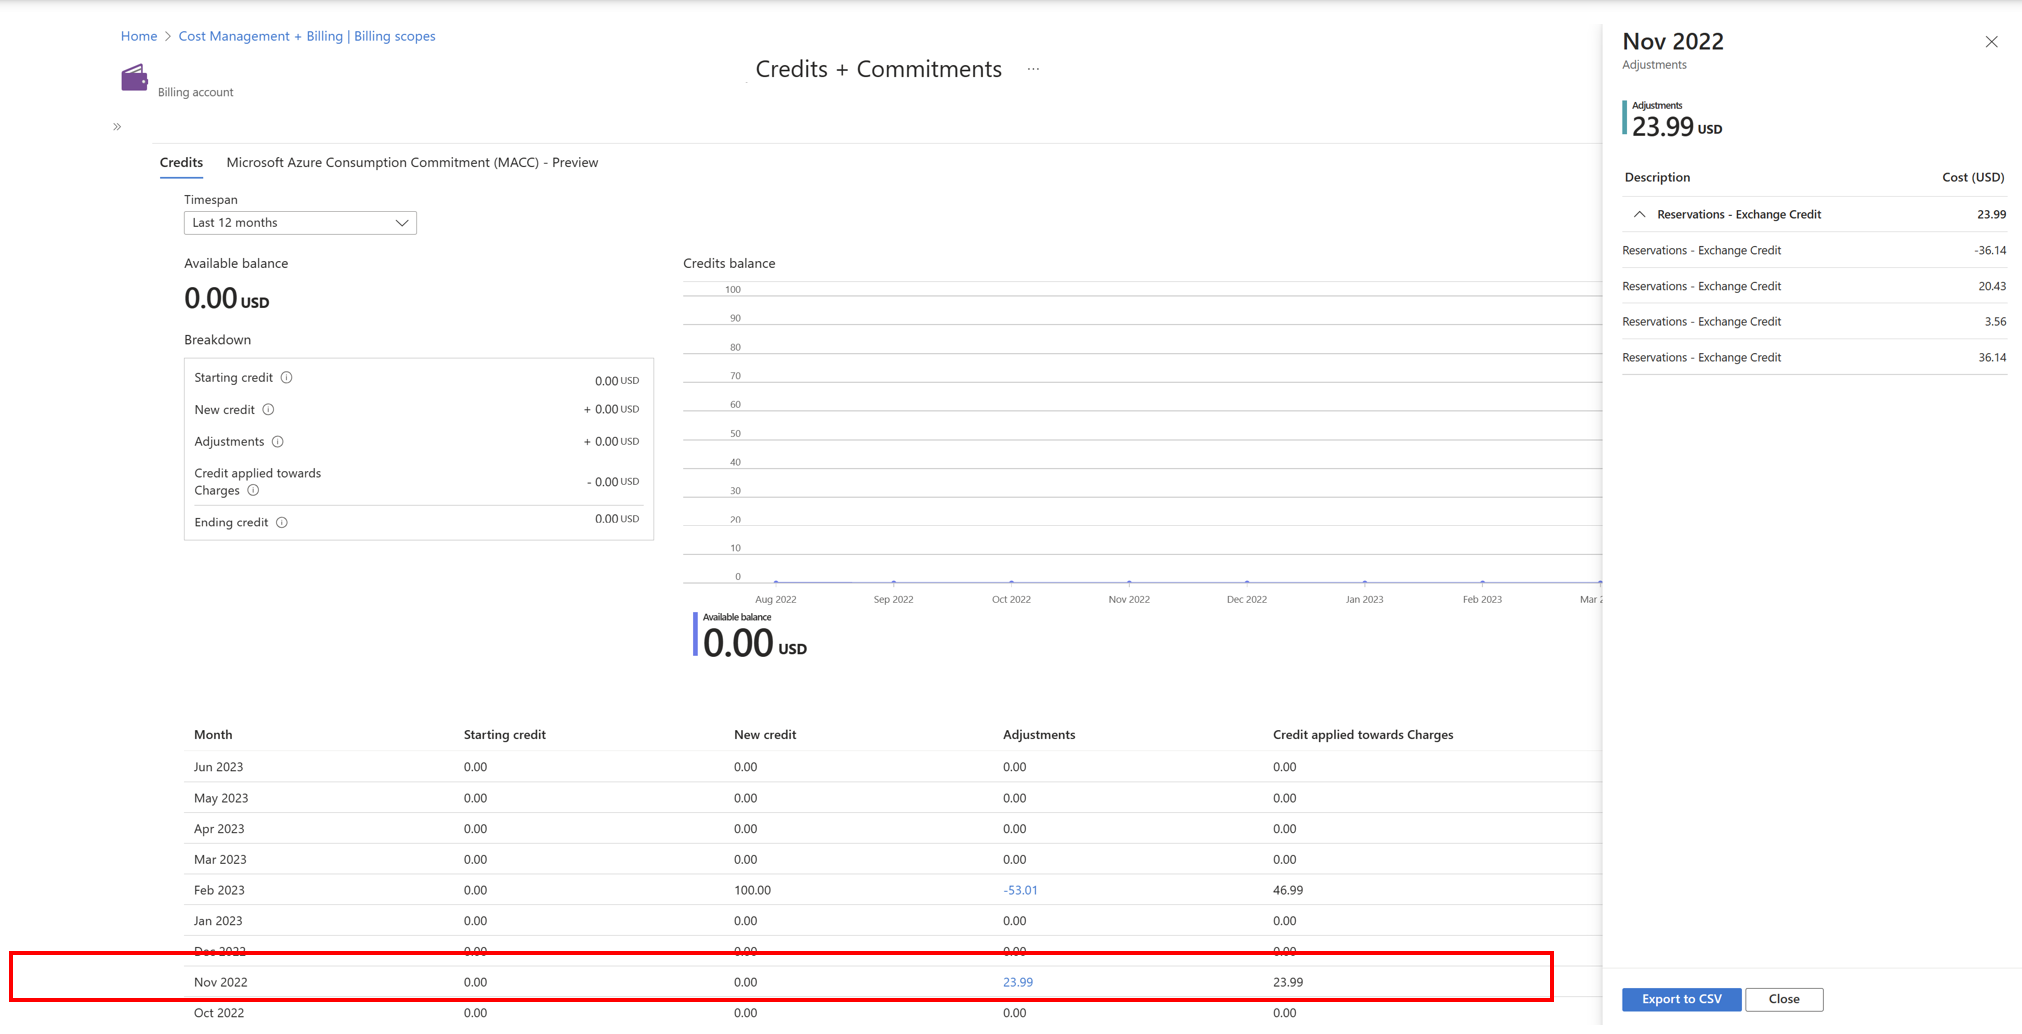 Home > Cost Management + Billing | Billing scopes
Credits + Commitments ...
Billing account
»
Credits Microsoft Azure Consumption Commitment (MACC) - Preview
Timespan
Last 12 months
Available balance
0.00 USD
Breakdown
Starting credit 0.00 USD
New credit + 0.00 USD
Adjustments + 0.00 USD
Credit applied towards
Charges - 0.00 USD
Ending credit 0.00 USD
Credits balance
100
90
80
70
60
50
40
30
20
10
0
Aug 2022 Sep 2022 Oct 2022 Nov 2022 Dec 2022 Jan 2023 Feb 2023 Mar 2
Available balance
0.00 USD
Month Starting credit New credit Adjustments Credit applied towards Charges
Jun 2023 0.00 0.00 0.00 0.00
May 2023 0.00 0.00 0.00 0.00
Apr 2023 0.00 0.00 0.00 0.00
Mar 2023 0.00 0.00 0.00 0.00
Feb 2023 0.00 100.00 -53.01 46.99
Jan 2023 0.00 0.00 0.00 0.00
Dec 2022 0.00 0.00 0.00 0.00
Nov 2022 0.00 0.00 23.99 23.99
Oct 2022 0.00 0.00 0.00 0.00
Nov 2022
Adjustments
Adjustments
23.99 USD
Description Cost (USD)
Reservations - Exchange Credit 23.99
Reservations - Exchange Credit -36.14
Reservations - Exchange Credit 20.43
Reservations - Exchange Credit 3.56
Reservations - Exchange Credit 36.14
Export to CSV Close